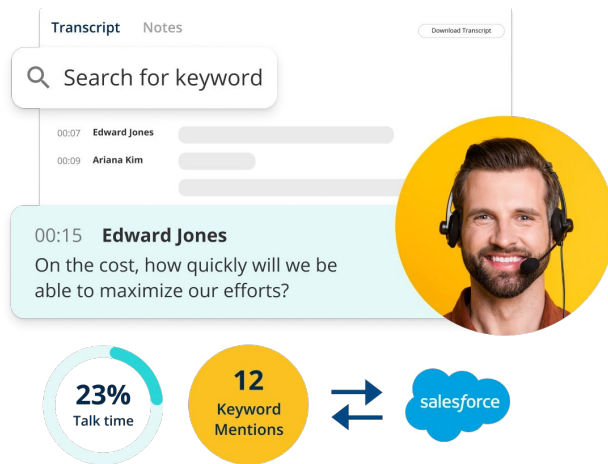 Transcript Notes
Download Transcript
Search for keyword
00:07 Edward Jones
00:09 Ariana Kim
00:15 Edward Jones
On the cost, how quickly will we be
able to maximize our efforts?
23%
Talk time
12
Keyword
Mentions
salesforce